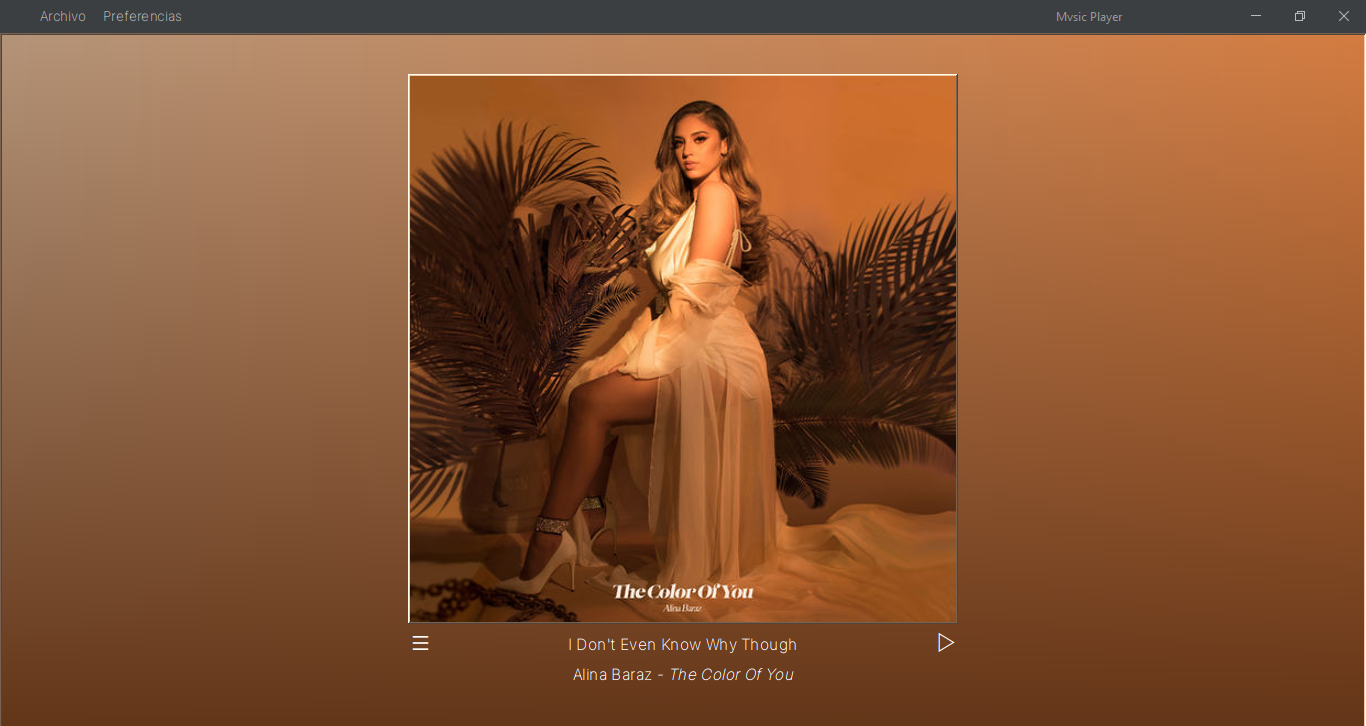 Archivo Preferencias Mvsic Player
The Color Of You
Alina Baraz
I Don't Even Know Why Though
Alina Baraz - The Color Of You